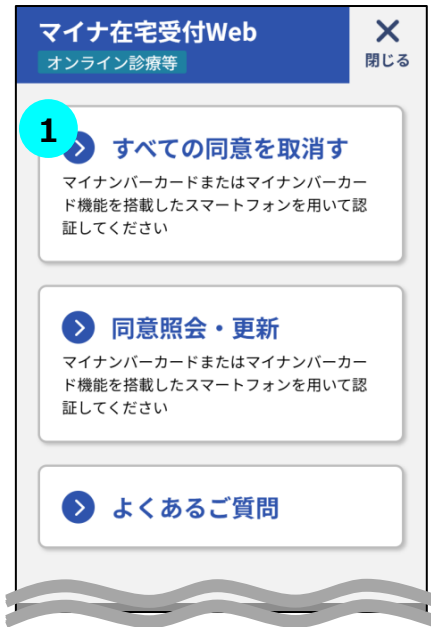 マイナ在宅受付Web
オンライン診療等
閉じる
1
すべての同意を取消す
マイナンバーカードまたはマイナンバーカー
ド機能を搭載したスマートフォンを用いて認
証してください
同意照会・更新
マイナンバーカードまたはマイナンバーカー
ド機能を搭載したスマートフォンを用いて認
証してください
よくあるご質問